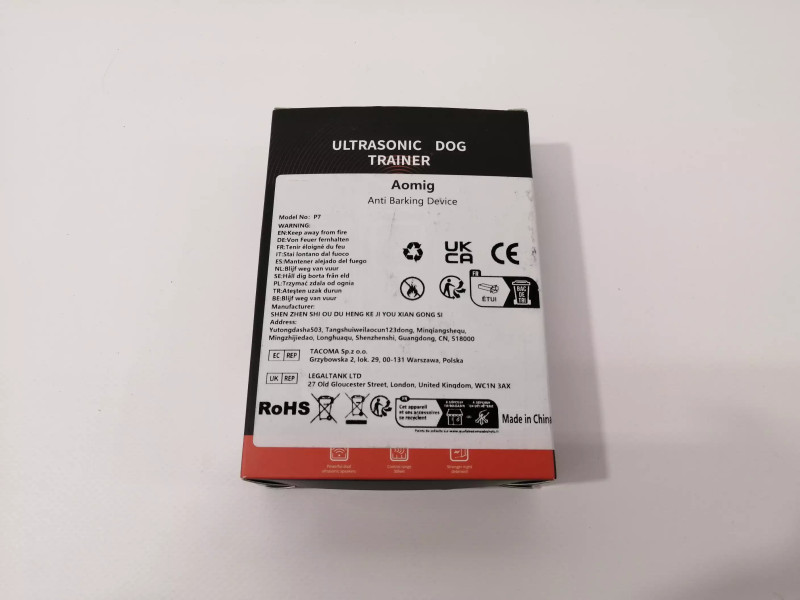 ULTRASONIC DOG
TRAINER
Aomig
Anti Barking Device
Model No: P7
WARNING:
EN:Keep away from fire
DE:Von Feuer fernhalten
FR:Tenir éloigné du feu
IT:Stai lontano dal fuoco
ES:Mantener alejado del fuego
NL:Blijf weg van vuur
SE:Håll dig borta från eld
PL:Trzymać zdala od ognia
TR:Ateşten uzak durun
BE:Blijf weg van vuur
UK
CA
CE
FR
ÉTUI
BAC
DE
TRI
Manufacturer:
SHEN ZHEN SHI OU DU HENG KE JI YOU XIAN GONG SI
Address:
Yutongdasha503, Tangshuiweilaocun123dong, Minqiangshequ,
Mingzhijiedao, Longhuaqu, Shenzhenshi, Guangdong, CN, 518000
EC REP
TACOMA Sp.z o.o.
Grzybowska 2, lok. 29, 00-131 Warszawa, Polska
UK REP
LEGALTANK LTD
27 Old Gloucester Street, London, United Kingdom, WC1N 3AX
RoHS
FR
Cet appareil
et ses accessoires
se recyclent
Made in China